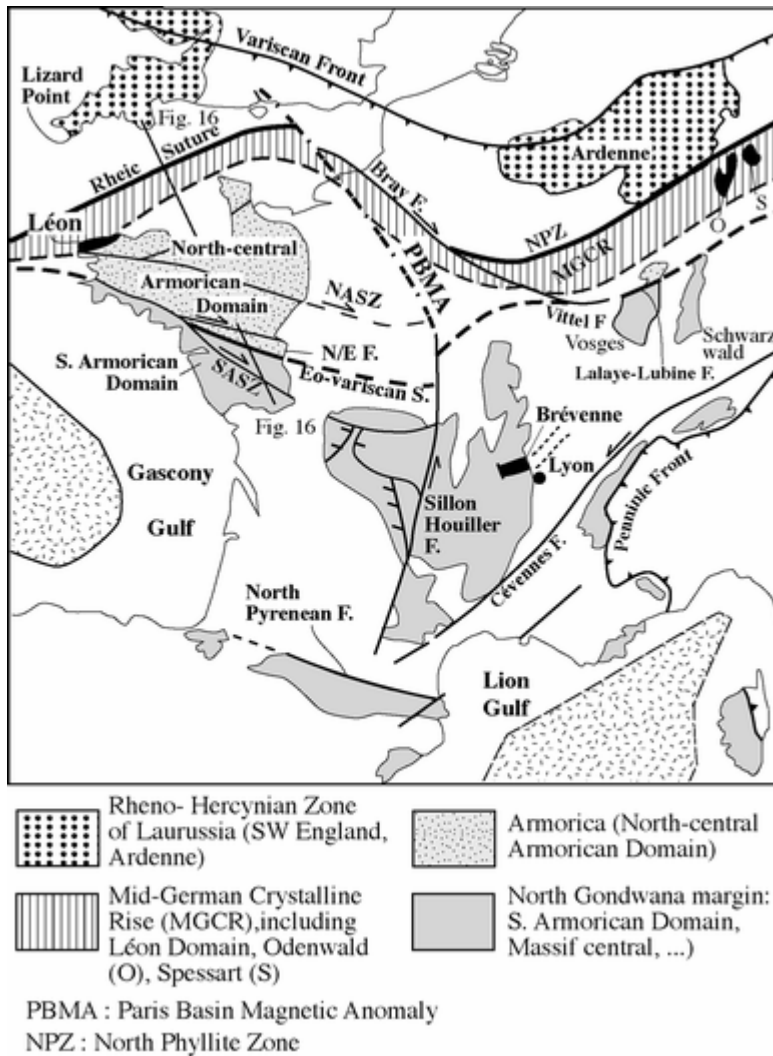 Variscan Front
Lizard
Point
Fig. 16
Rheic Suture
Ardenne
Bray F.
O
S
Léon
NPZ
MGCR
North-central
Armorican
Domain
PBMA
NASZ
Vittel F
Vosges
Schwarz
wald
N/E F.
Lalaye-Lubine F.
S. Armorican
Domain
SASZ
Eo-variscan S.
Fig. 16
Brévenne
Lyon
Gascony
Gulf
Sillon
Houiller
F.
Penninic Front
Cévennes F.
North
Pyrenean F.
Lion
Gulf
Rheno- Hercynian Zone
of Laurussia (SW England,
Ardenne)
Armorica (North-central
Armorican Domain)
Mid-German Crystalline
Rise (MGCR),including
Léon Domain, Odenwald
(O), Spessart (S)
North Gondwana margin:
S. Armorican Domain,
Massif central, ...)
PBMA : Paris Basin Magnetic Anomaly
NPZ : North Phyllite Zone